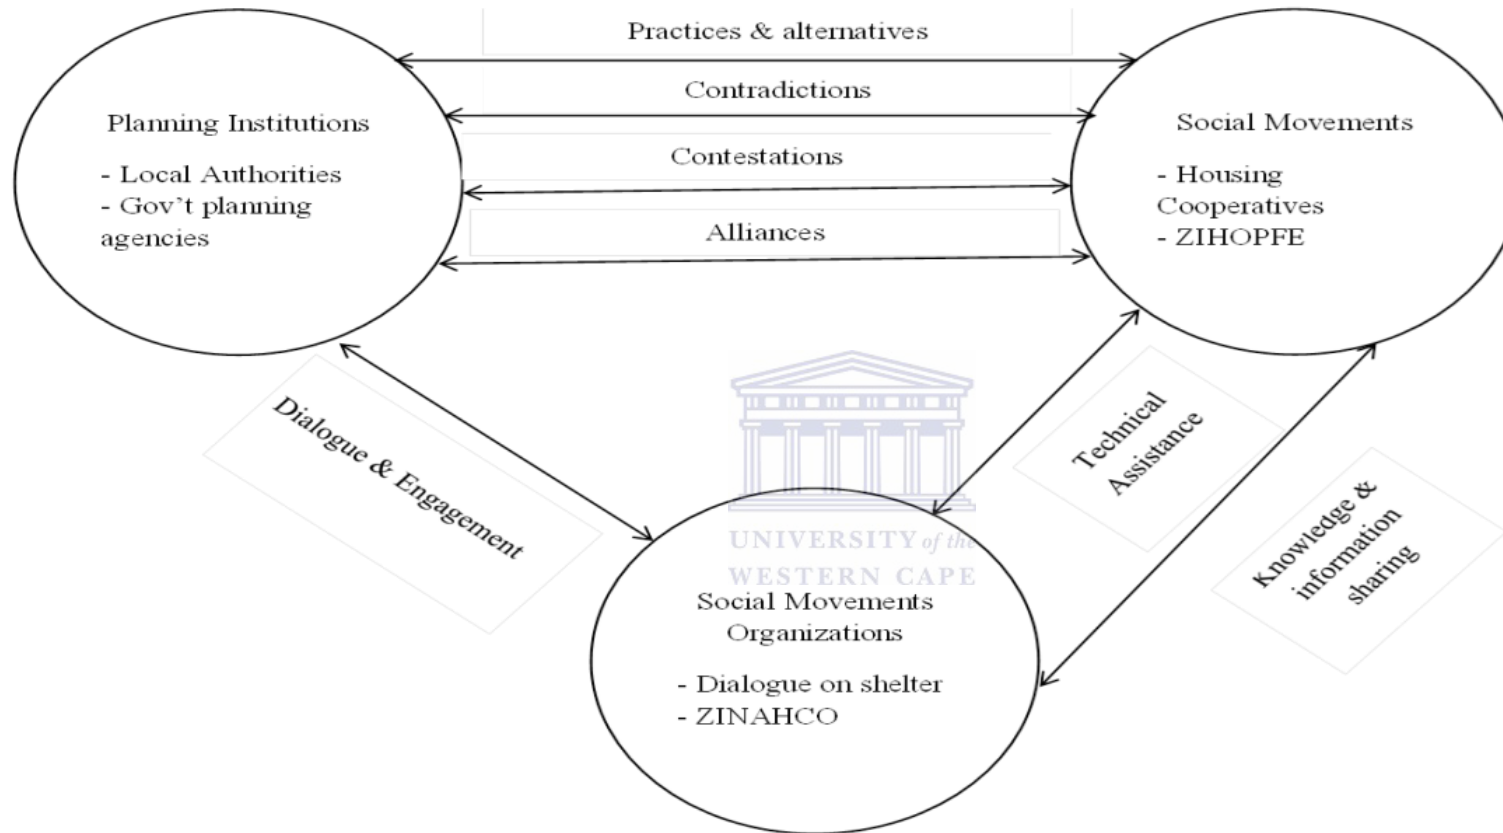 Practices & alternatives
Contradictions
Contestations
Alliances
Planning Institutions
- Local Authorities
- Gov’t planning
agencies
Social Movements
- Housing
Cooperatives
- ZIHOPFE
Dialogue & Engagement
Technical
Assistance
Knowledge &
information
sharing
UNIVERSITY of the
WESTERN CAPE
Social Movements
Organizations
- Dialogue on shelter
- ZINAHCO